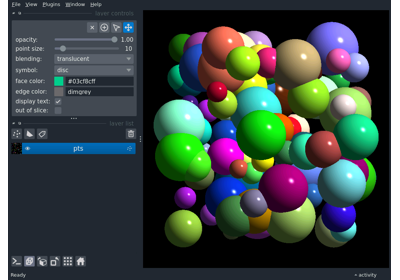 File View Plugins Window Help
layer controls
opacity: 1.00
point size: 10
blending: translucent
symbol: disc
face color: #03cf8cff
edge color: dimgrey
display text: ✓
out of slice:
layer list
pts
Ready
activity